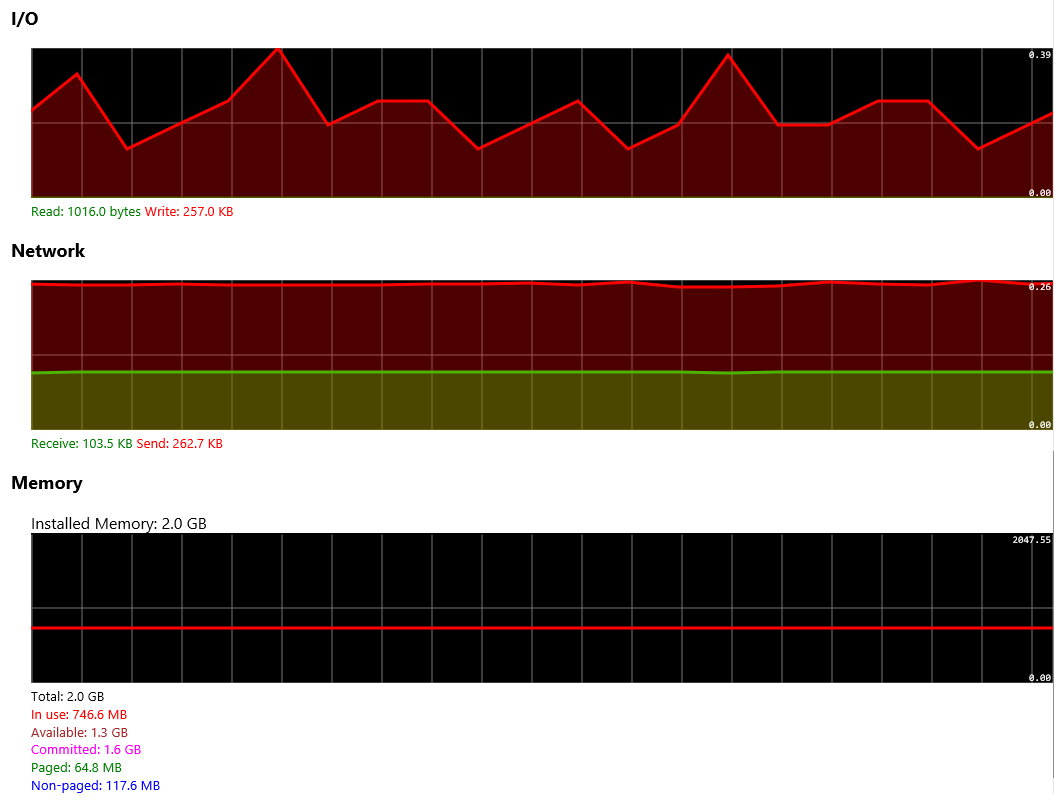 I/O
0.39
0.00
Read: 1016.0 bytes Write: 257.0 KB
Network
0.26
0.00
Receive: 103.5 KB Send: 262.7 KB
Memory
Installed Memory: 2.0 GB
2047.55
0.00
Total: 2.0 GB
In use: 746.6 MB
Available: 1.3 GB
Committed: 1.6 GB
Paged: 64.8 MB
Non-paged: 117.6 MB